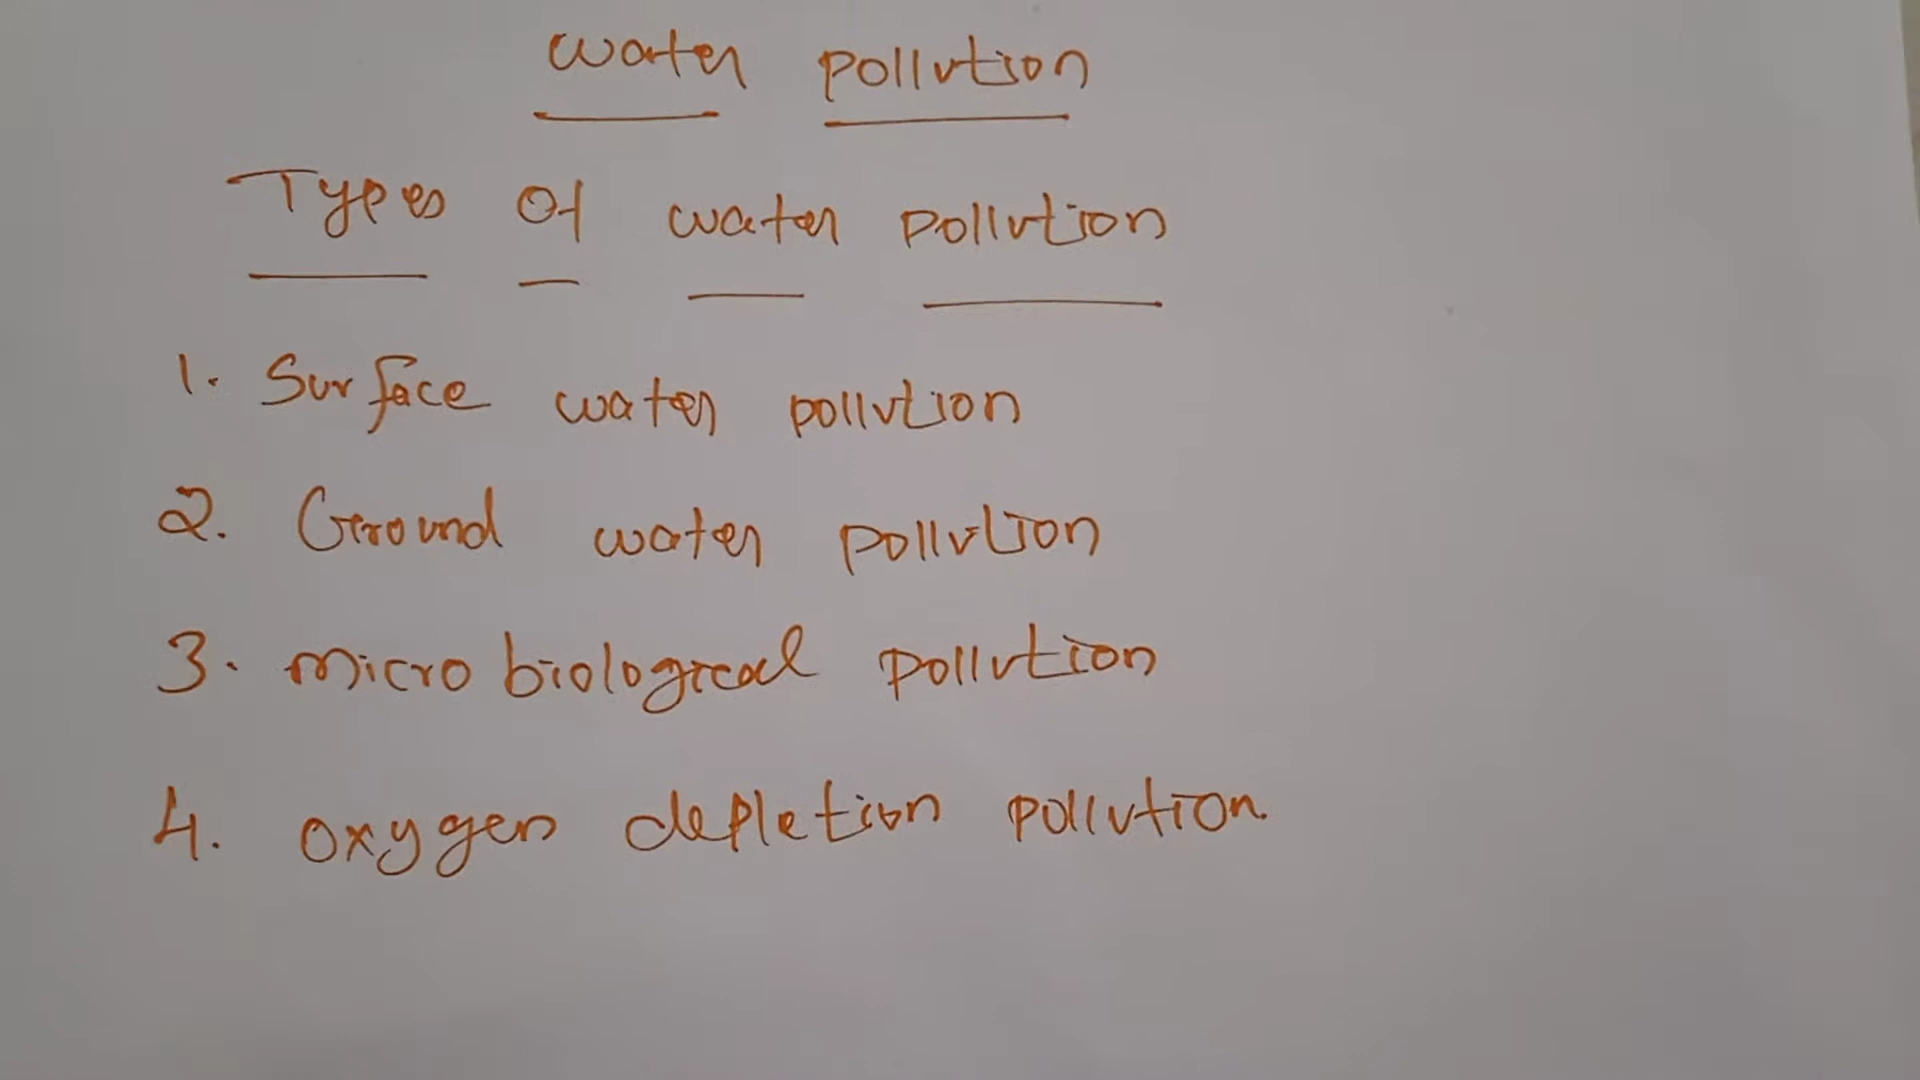 water pollution
Types of water pollution
1. Surface water pollution
2. Ground water pollution
3. micro biological pollution
4. oxygen depletion pollution.